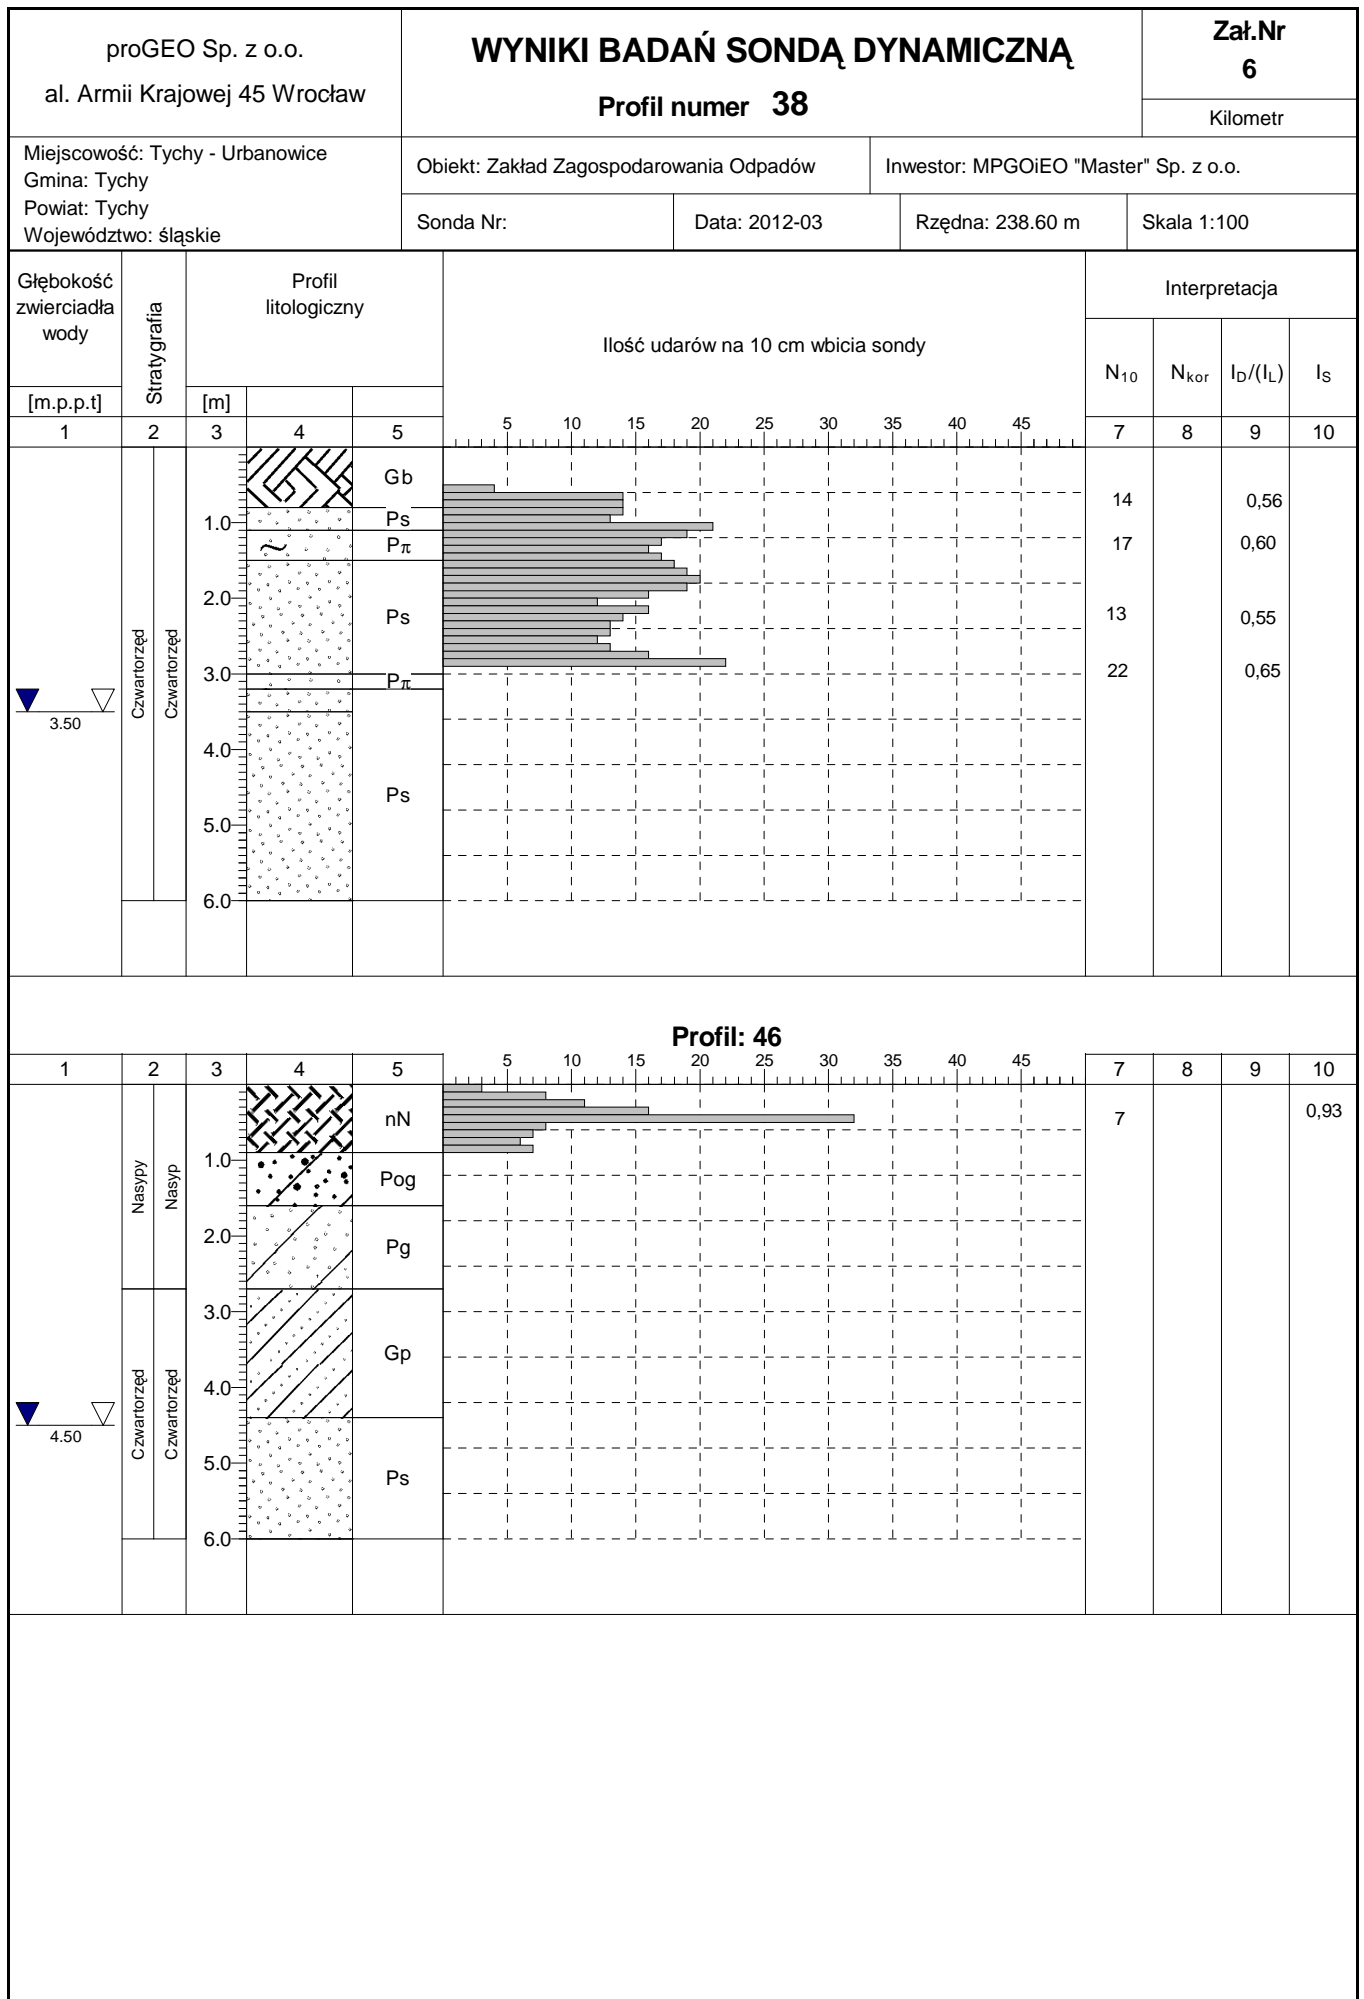 proGEO Sp. z o.o.
al. Armii Krajowej 45 Wrocław
WYNIKI BADAŃ SONDĄ DYNAMICZNĄ
Profil numer 38
Zał.Nr
6
Kilometr
Miejscowość: Tychy - Urbanowice
Gmina: Tychy
Powiat: Tychy
Województwo: śląskie
Obiekt: Zakład Zagospodarowania Odpadów
Inwestor: MPGOiEO "Master" Sp. z o.o.
Sonda Nr:
Data: 2012-03
Rzędna: 238.60 m
Skala 1:100
Głębokość
zwierciadła
wody
[m.p.p.t]
Stratygrafia
Profil
litologiczny
[m]
Ilość udarów na 10 cm wbicia sondy
Interpretacja
N10 Nkor ID/(IL) IS
1 2 3 4 5 5 10 15 20 25 30 35 40 45 7 8 9 10
Gb
14 0,56
1.0 Ps
Pπ 17 0,60
2.0
Ps 13 0,55
3.0 Pπ 22 0,65
3.50
Czwartorzęd
Czwartorzęd
4.0
Ps
5.0
6.0
Profil: 46
1 2 3 4 5 5 10 15 20 25 30 35 40 45 7 8 9 10
nN 7 0,93
1.0
Pog
Nasypy
Nasyp
2.0
Pg
3.0
Gp
4.0
4.50
Czwartorzęd
Czwartorzęd
5.0
Ps
6.0